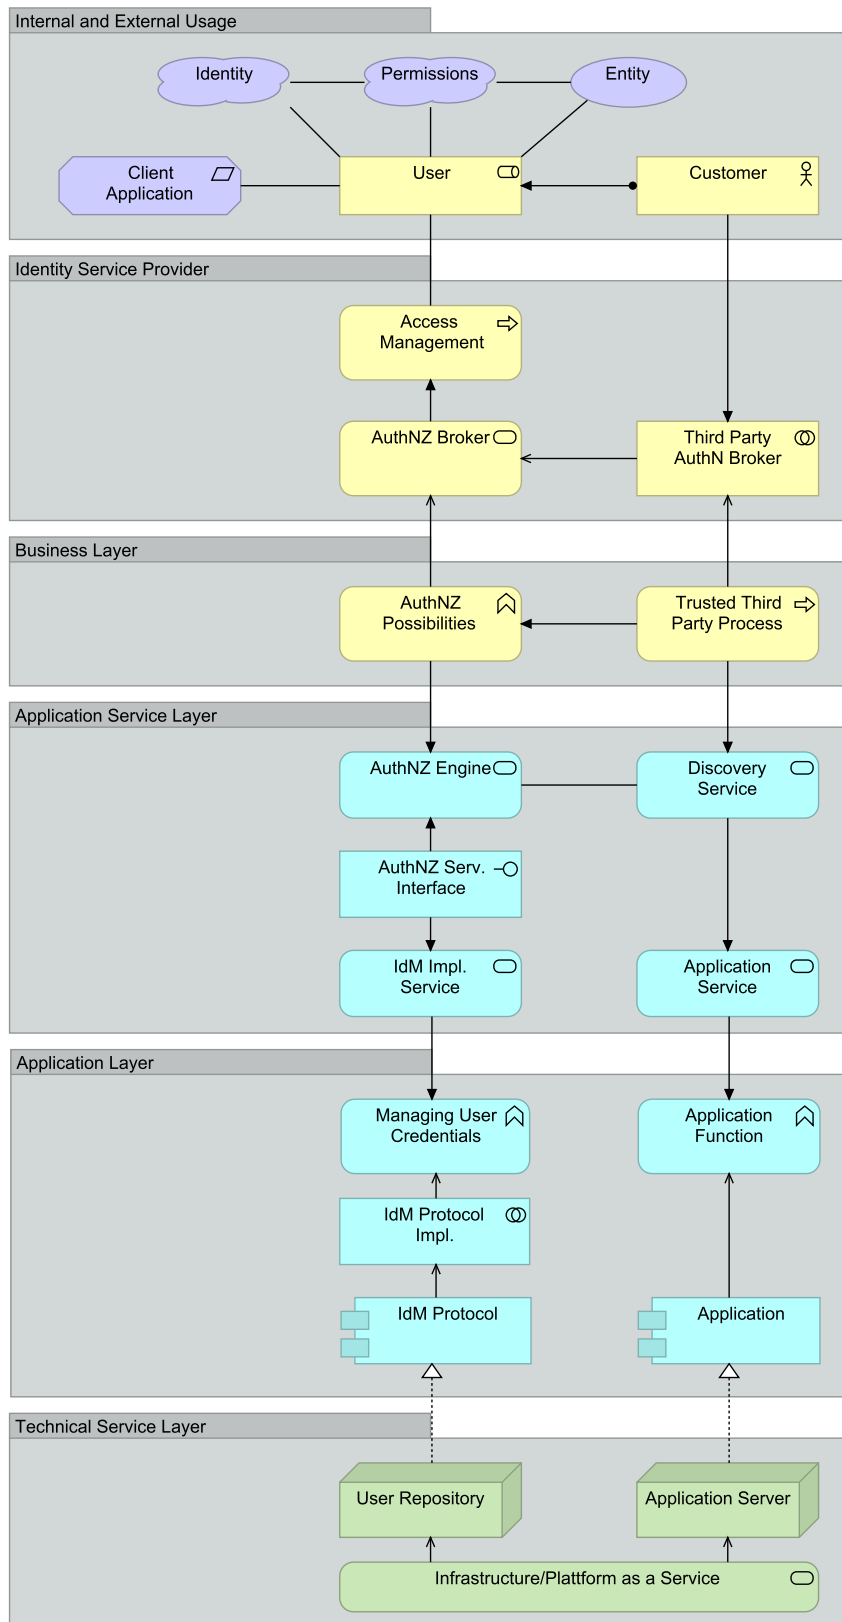 Internal and External Usage
Identity
Permissions
Entity
Client
Application
User
Customer
Identity Service Provider
Access
Management
AuthNZ Broker
Third Party
AuthN Broker
Business Layer
AuthNZ
Possibilities
Trusted Third
Party Process
Application Service Layer
AuthNZ Engine
Discovery
Service
AuthNZ Serv.
Interface
IdM Impl.
Service
Application
Service
Application Layer
Managing User
Credentials
Application
Function
IdM Protocol
Impl.
IdM Protocol
Application
Technical Service Layer
User Repository
Application Server
Infrastructure/Plattform as a Service